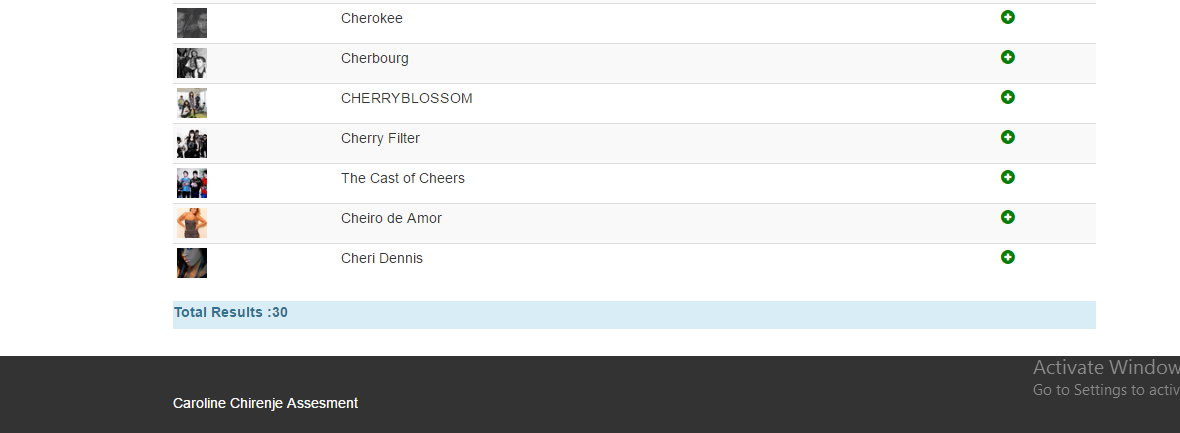 Cherokee
Cherbourg
CHERRYBLOSSOM
Cherry Filter
The Cast of Cheers
Cheiro de Amor
Cheri Dennis
Total Results :30
Activate Window
Go to Settings to activ
Caroline Chirenje Assesment